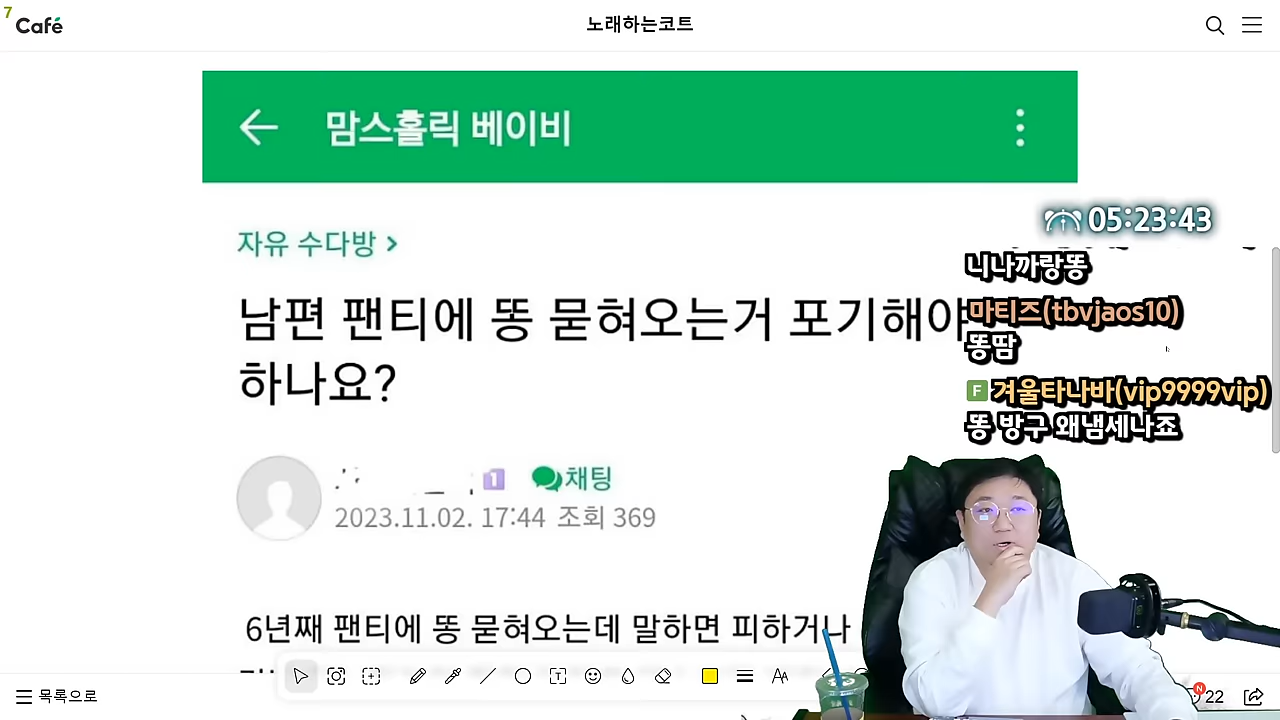 7
Café
노래하는코트
맘스홀릭 베이비
자유 수다방 >
05:23:43
니나까랑똥
남편 팬티에 똥 묻혀오는거 포기해야
하나요?
마티즈(tbvjaos10)
똥땀
F 겨울타나바(vip9999vip)
똥 방구 왜냄세나죠
1 채팅
2023.11.02. 17:44 조회 369
6년째 팬티에 똥 묻혀오는데 말하면 피하거나
T
AA
목록으로
N
22